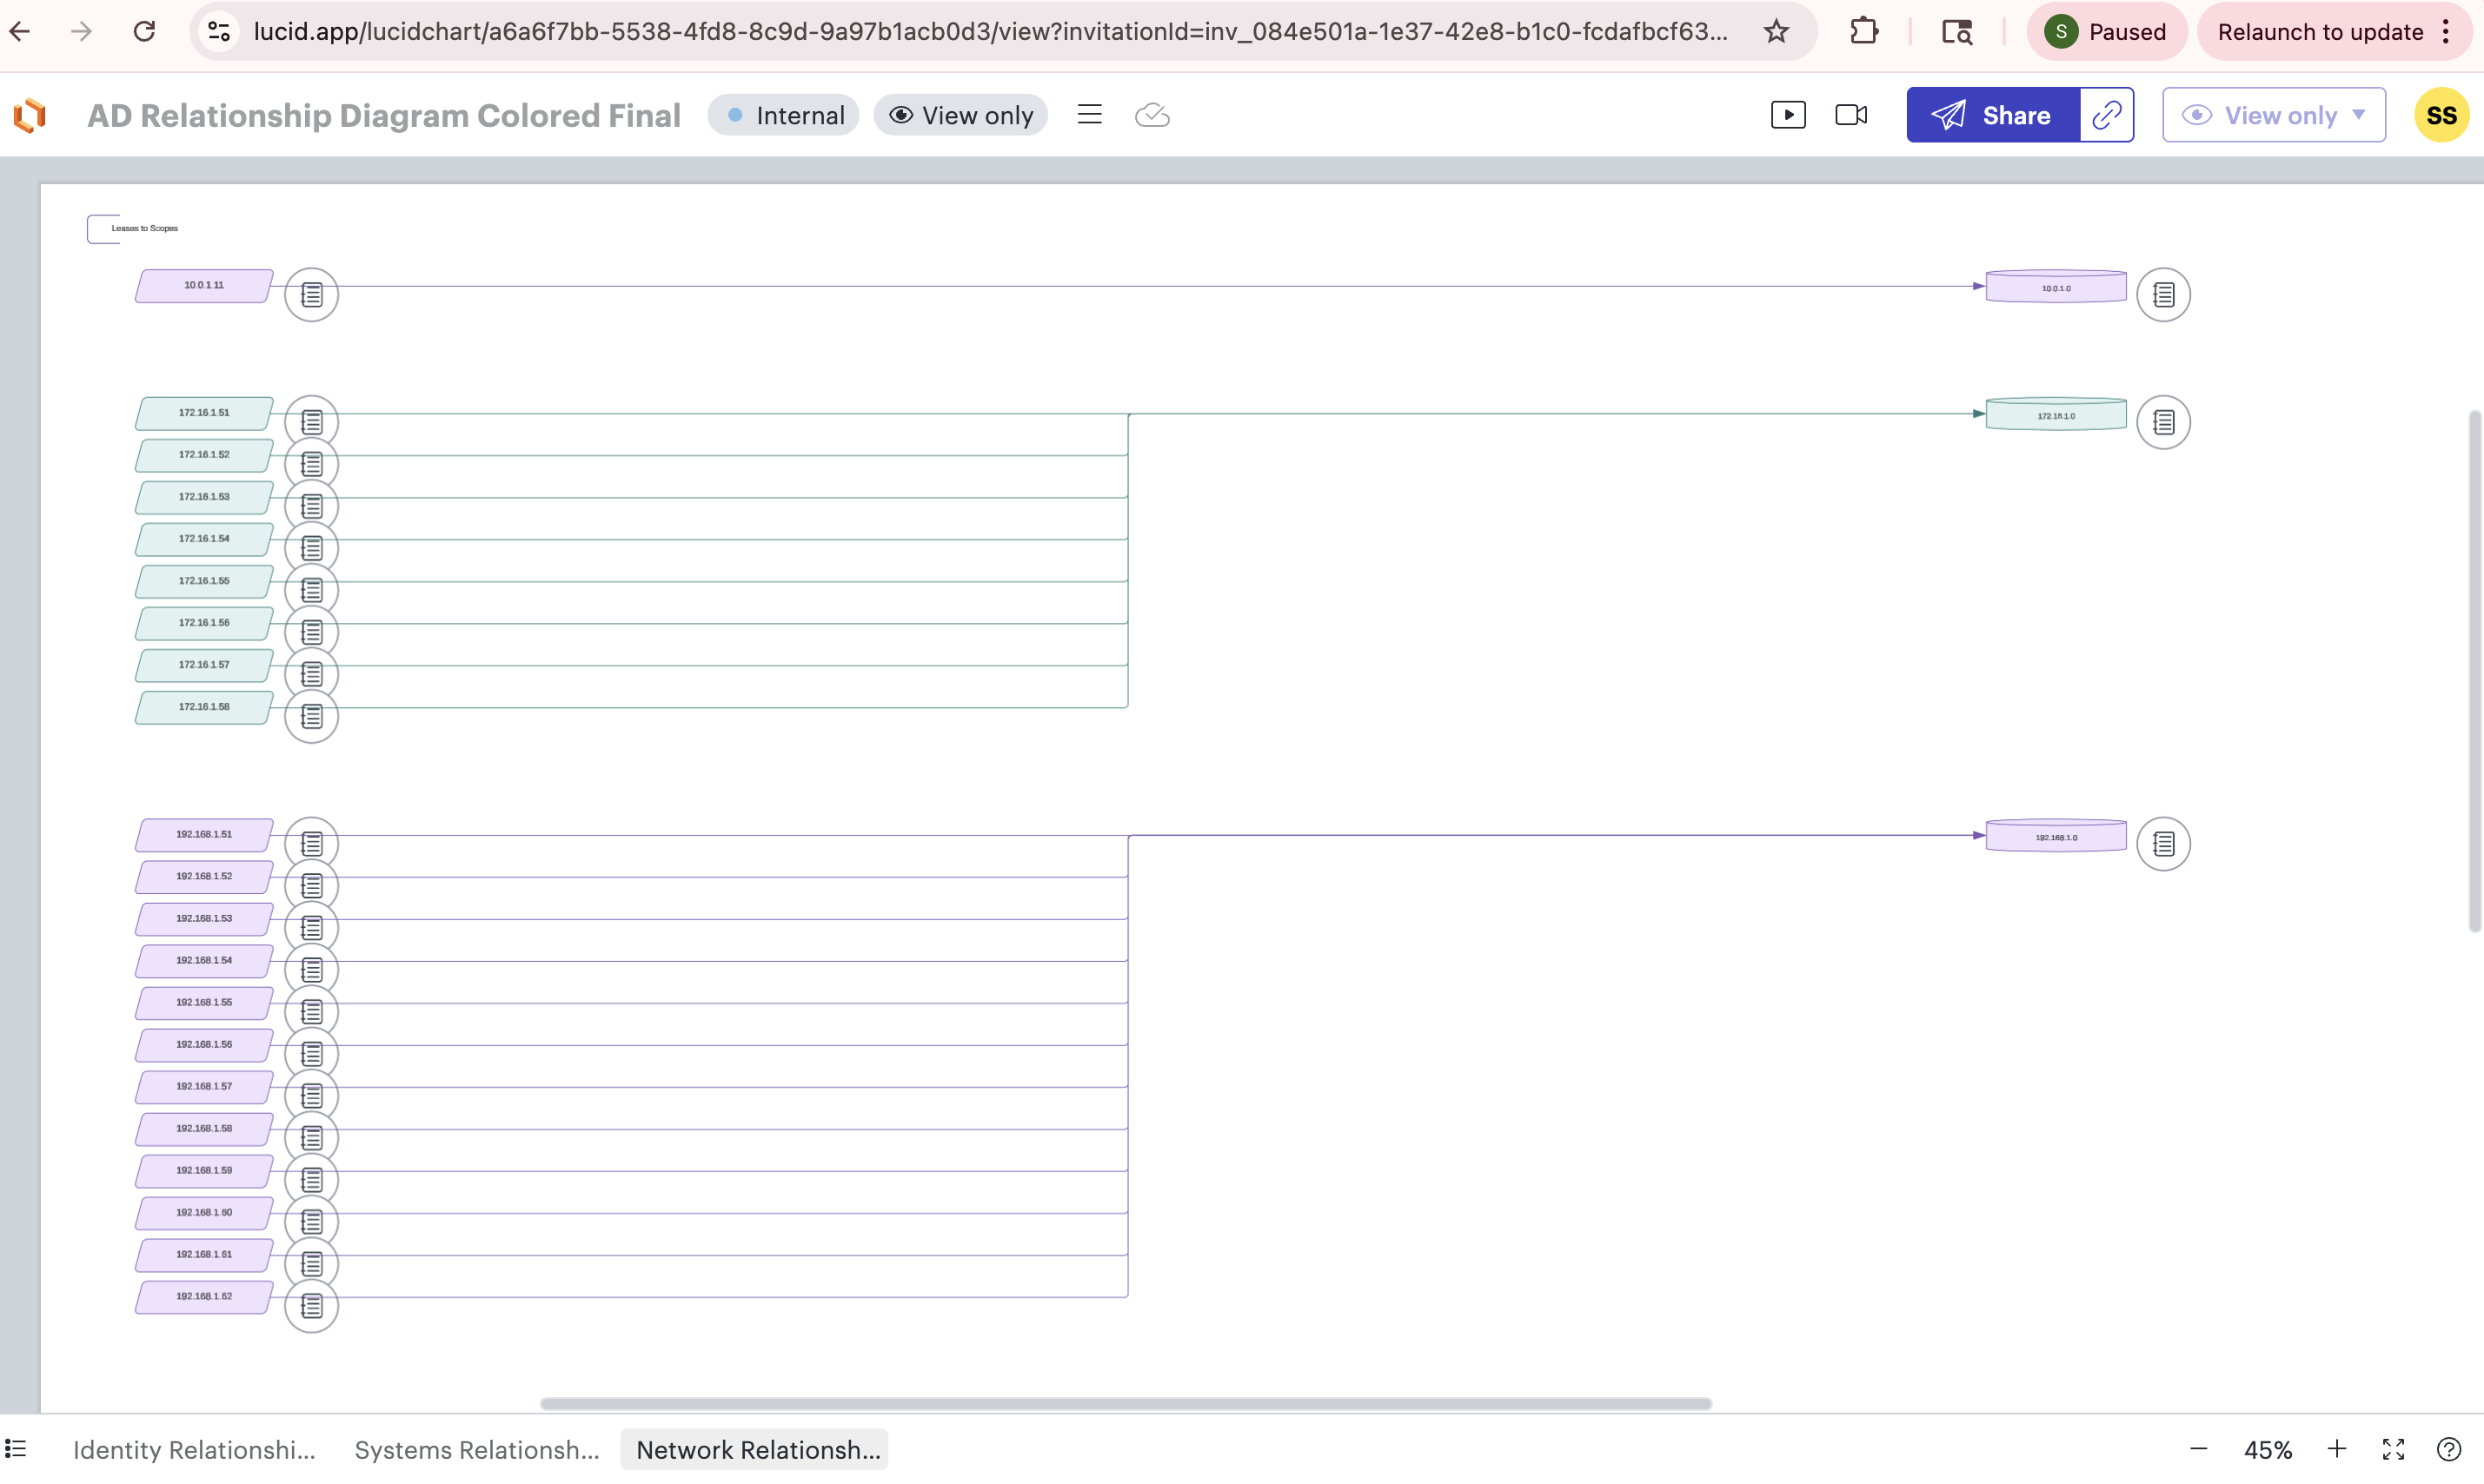 lucid.app/lucidchart/a6a6f7bb-5538-4fd8-8c9d-9a97b1acb0d3/view?invitationId=inv_084e501a-1e37-42e8-b1c0-fcdafbcf63...
S Paused
Relaunch to update
AD Relationship Diagram Colored Final
Internal
View only
Share
View only
SS
Leases to Scopes
10.0.1.11
10.0.1.0
172.16.1.51
172.16.1.0
172.16.1.52
172.16.1.53
172.16.1.54
172.16.1.55
172.16.1.56
172.16.1.57
172.16.1.58
192.168.1.51
192.168.1.0
192.168.1.52
192.168.1.53
192.168.1.54
192.168.1.55
192.168.1.56
192.168.1.57
192.168.1.58
192.168.1.59
192.168.1.60
192.168.1.61
192.168.1.62
Identity Relationshi...
Systems Relationsh...
Network Relationsh...
45%